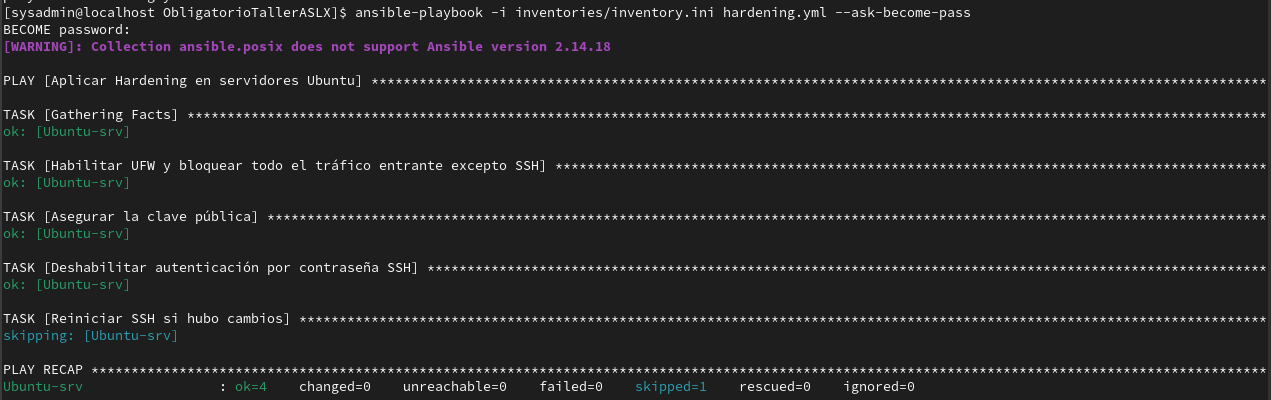 [sysadmin@localhost ObligatorioTallerASLX]$ ansible-playbook -i inventories/inventory.ini hardening.yml --ask-become-pass
BECOME password:
[WARNING]: Collection ansible.posix does not support Ansible version 2.14.18
PLAY [Aplicar Hardening en servidores Ubuntu] ****************************************************************************************************************
TASK [Gathering Facts] ***************************************************************************************************************************************
ok: [Ubuntu-srv]
TASK [Habilitar UFW y bloquear todo el tráfico entrante excepto SSH] *****************************************************************************************
ok: [Ubuntu-srv]
TASK [Asegurar la clave pública] *****************************************************************************************************************************
ok: [Ubuntu-srv]
TASK [Deshabilitar autenticación por contraseña SSH] *********************************************************************************************************
ok: [Ubuntu-srv]
TASK [Reiniciar SSH si hubo cambios] *************************************************************************************************************************
skipping: [Ubuntu-srv]
PLAY RECAP ***************************************************************************************************************************************************
Ubuntu-srv                 : ok=4    changed=0    unreachable=0    failed=0    skipped=1    rescued=0    ignored=0